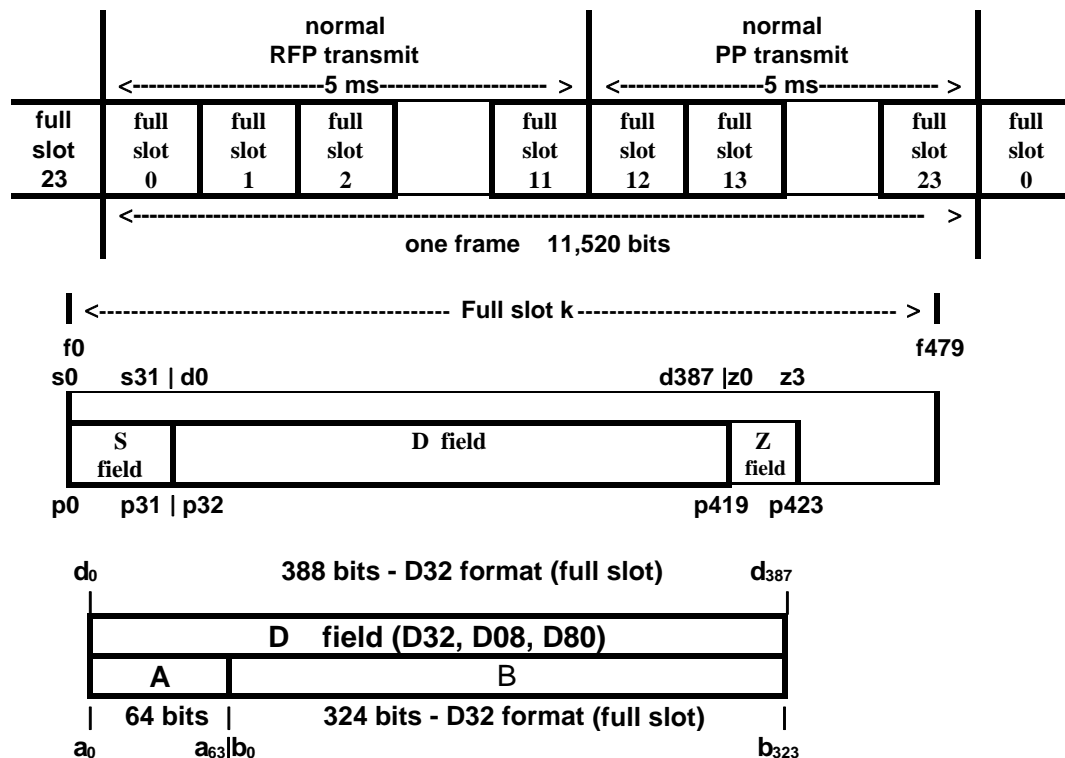 normal normal
RFP transmit PP transmit
<-------------------------5 ms---------------------- > <-----------------5 ms-------------- >
full full full full full full full full full
slot slot slot slot slot slot slot slot slot
23 0 1 2 11 12 13 23 0
<------------------------------------------------------------------------------------------------------- >
one frame 11,520 bits
<------------------------------------------- Full slot k -------------------------------------- >
f0 f479
s0 s31 | d0 d387 |z0 z3
S D field Z
field field
p0 p31 | p32 p419 p423
d0 388 bits - D32 format (full slot) d387
D field (D32, D08, D80)
A B
64 bits 324 bits - D32 format (full slot)
a0 a63|b0 b323